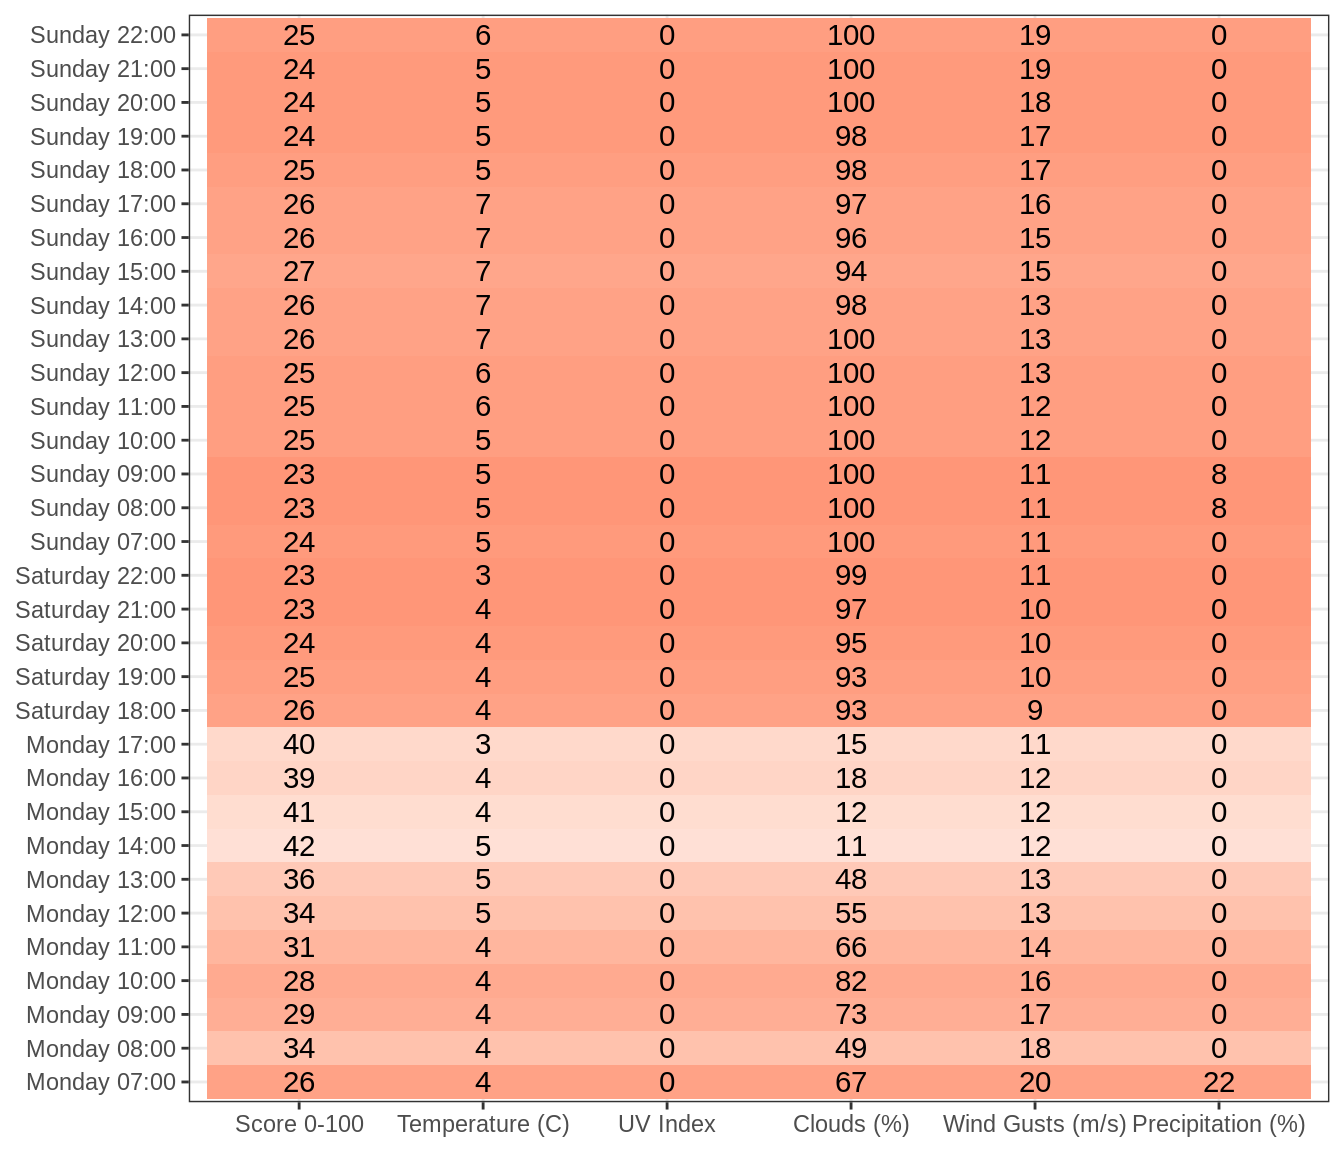 Sunday 22:00 25 6 0 100 19 0
Sunday 21:00 24 5 0 100 19 0
Sunday 20:00 24 5 0 100 18 0
Sunday 19:00 24 5 0 98 17 0
Sunday 18:00 25 5 0 98 17 0
Sunday 17:00 26 7 0 97 16 0
Sunday 16:00 26 7 0 96 15 0
Sunday 15:00 27 7 0 94 15 0
Sunday 14:00 26 7 0 98 13 0
Sunday 13:00 26 7 0 100 13 0
Sunday 12:00 25 6 0 100 13 0
Sunday 11:00 25 6 0 100 12 0
Sunday 10:00 25 5 0 100 12 0
Sunday 09:00 23 5 0 100 11 8
Sunday 08:00 23 5 0 100 11 8
Sunday 07:00 24 5 0 100 11 0
Saturday 22:00 23 3 0 99 11 0
Saturday 21:00 23 4 0 97 10 0
Saturday 20:00 24 4 0 95 10 0
Saturday 19:00 25 4 0 93 10 0
Saturday 18:00 26 4 0 93 9 0
Monday 17:00 40 3 0 15 11 0
Monday 16:00 39 4 0 18 12 0
Monday 15:00 41 4 0 12 12 0
Monday 14:00 42 5 0 11 12 0
Monday 13:00 36 5 0 48 13 0
Monday 12:00 34 5 0 55 13 0
Monday 11:00 31 4 0 66 14 0
Monday 10:00 28 4 0 82 16 0
Monday 09:00 29 4 0 73 17 0
Monday 08:00 34 4 0 49 18 0
Monday 07:00 26 4 0 67 20 22
Score 0-100 Temperature (C) UV Index Clouds (%) Wind Gusts (m/s) Precipitation (%)